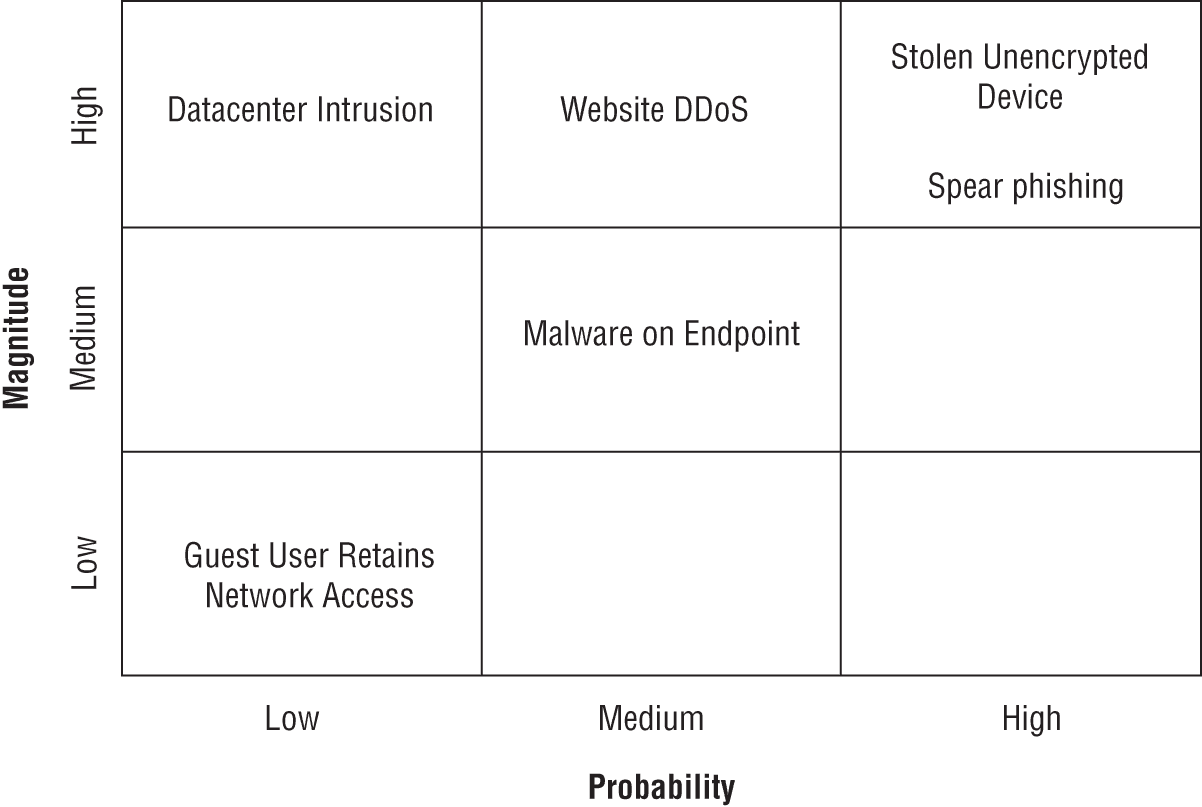 High
Datacenter Intrusion
Website DDoS
Stolen Unencrypted
Device
Spear phishing
Magnitude
Medium
Malware on Endpoint
Low
Guest User Retains
Network Access
Low
Medium
High
Probability